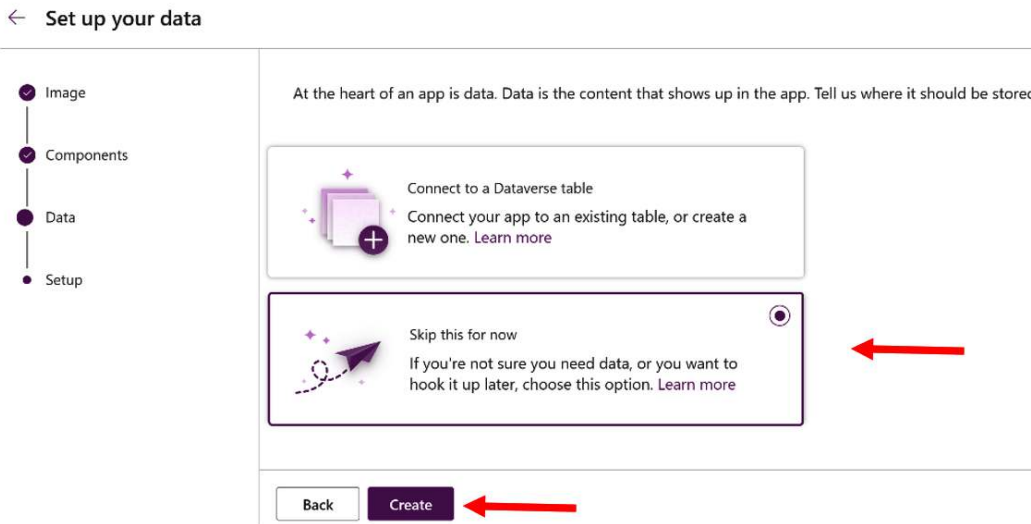 Set up your data
Image
Components
Data
Setup
At the heart of an app is data. Data is the content that shows up in the app. Tell us where it should be stored
Connect to a Dataverse table
Connect your app to an existing table, or create a
new one. Learn more
Skip this for now
If you're not sure you need data, or you want to
hook it up later, choose this option. Learn more
Back
Create